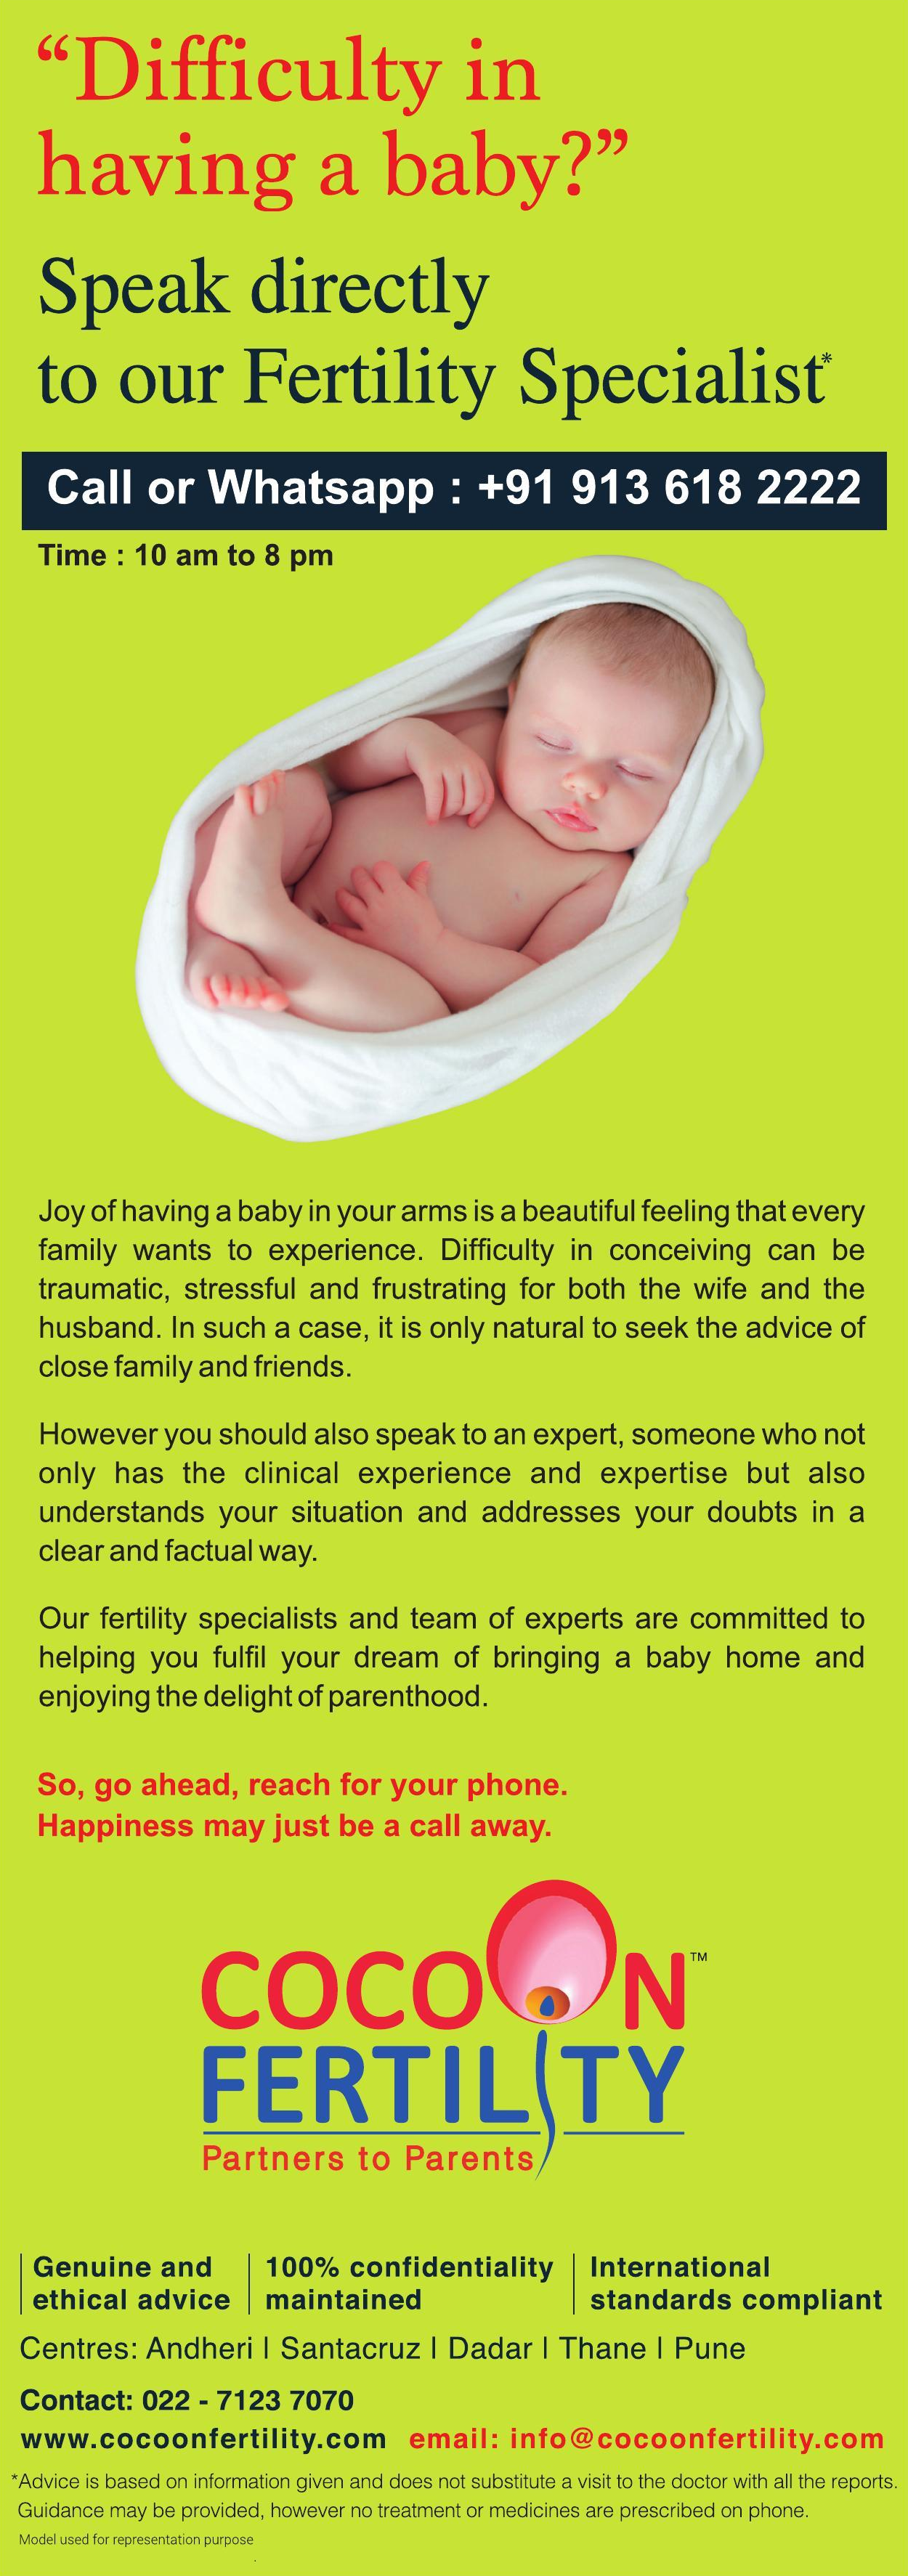 “Difficulty in
having a baby?”
Speak directly
to our Fertility Specialist*
Call or Whatsapp : +91 913 618 2222
Time : 10 am to 8 pm
Joy of having a baby in your arms is a beautiful feeling that every
family wants to experience. Difficulty in conceiving can be
traumatic, stressful and frustrating for both the wife and the
husband. In such a case, it is only natural to seek the advice of
close family and friends.
However you should also speak to an expert, someone who not
only has the clinical experience and expertise but also
understands your situation and addresses your doubts in a
clear and factual way.
Our fertility specialists and team of experts are committed to
helping you fulfil your dream of bringing a baby home and
enjoying the delight of parenthood.
So, go ahead, reach for your phone.
Happiness may just be a call away.
COCOON™
FERTILITY
Partners to Parents
Genuine and
ethical advice
100% confidentiality
maintained
International
standards compliant
Centres: Andheri | Santacruz | Dadar | Thane | Pune
Contact: 022 - 7123 7070
www.cocoonfertility.com email: info@cocoonfertility.com
*Advice is based on information given and does not substitute a visit to the doctor with all the reports.
Guidance may be provided, however no treatment or medicines are prescribed on phone.
Model used for representation purpose